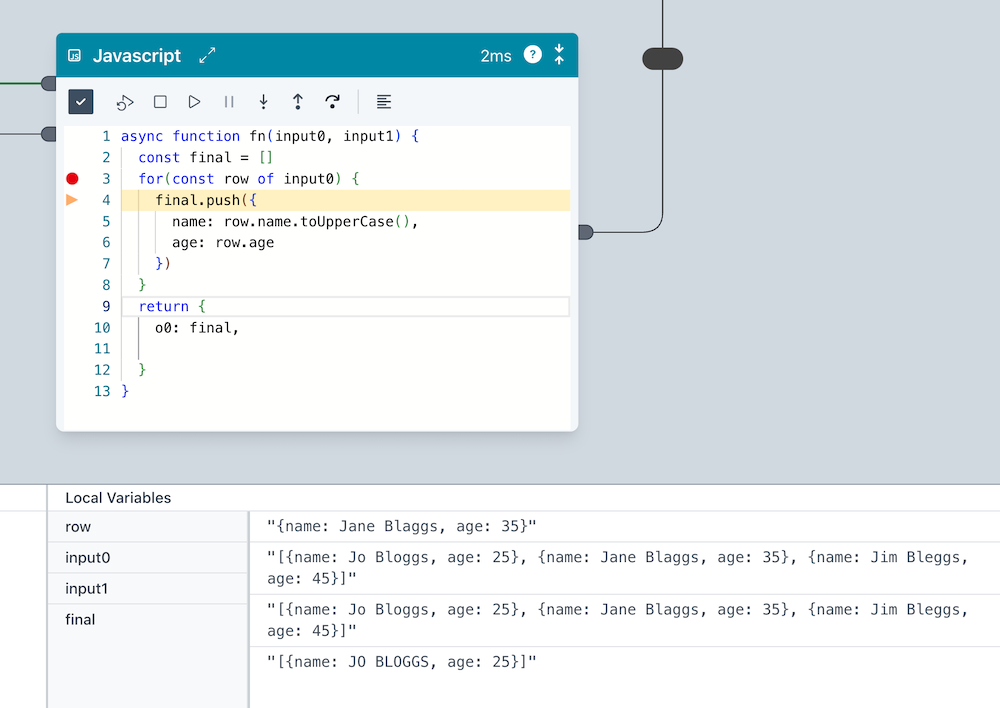 JS Javascript 2ms ?
1 async function fn(input0, input1) {
2 const final = []
3 for(const row of input0) {
4 final.push({
5 name: row.name.toUpperCase(),
6 age: row.age
7 })
8 }
9 return {
10 o0: final,
11
12 }
13 }
Local Variables
row "{name: Jane Blaggs, age: 35}"
input0 "[{name: Jo Bloggs, age: 25}, {name: Jane Blaggs, age: 35}, {name: Jim Bleggs,
age: 45}]"
input1 "[{name: Jo Bloggs, age: 25}, {name: Jane Blaggs, age: 35}, {name: Jim Bleggs,
age: 45}]"
final "[{name: JO BLOGGS, age: 25}]"